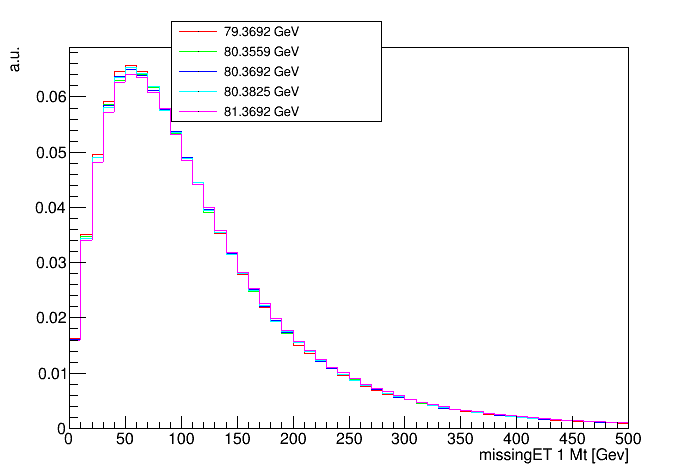 79.3692 GeV
80.3559 GeV
80.3692 GeV
80.3825 GeV
81.3692 GeV
a.u.
0.06
0.05
0.04
0.03
0.02
0.01
0
0 50 100 150 200 250 300 350 400 450 500
missingET 1 Mt [Gev]